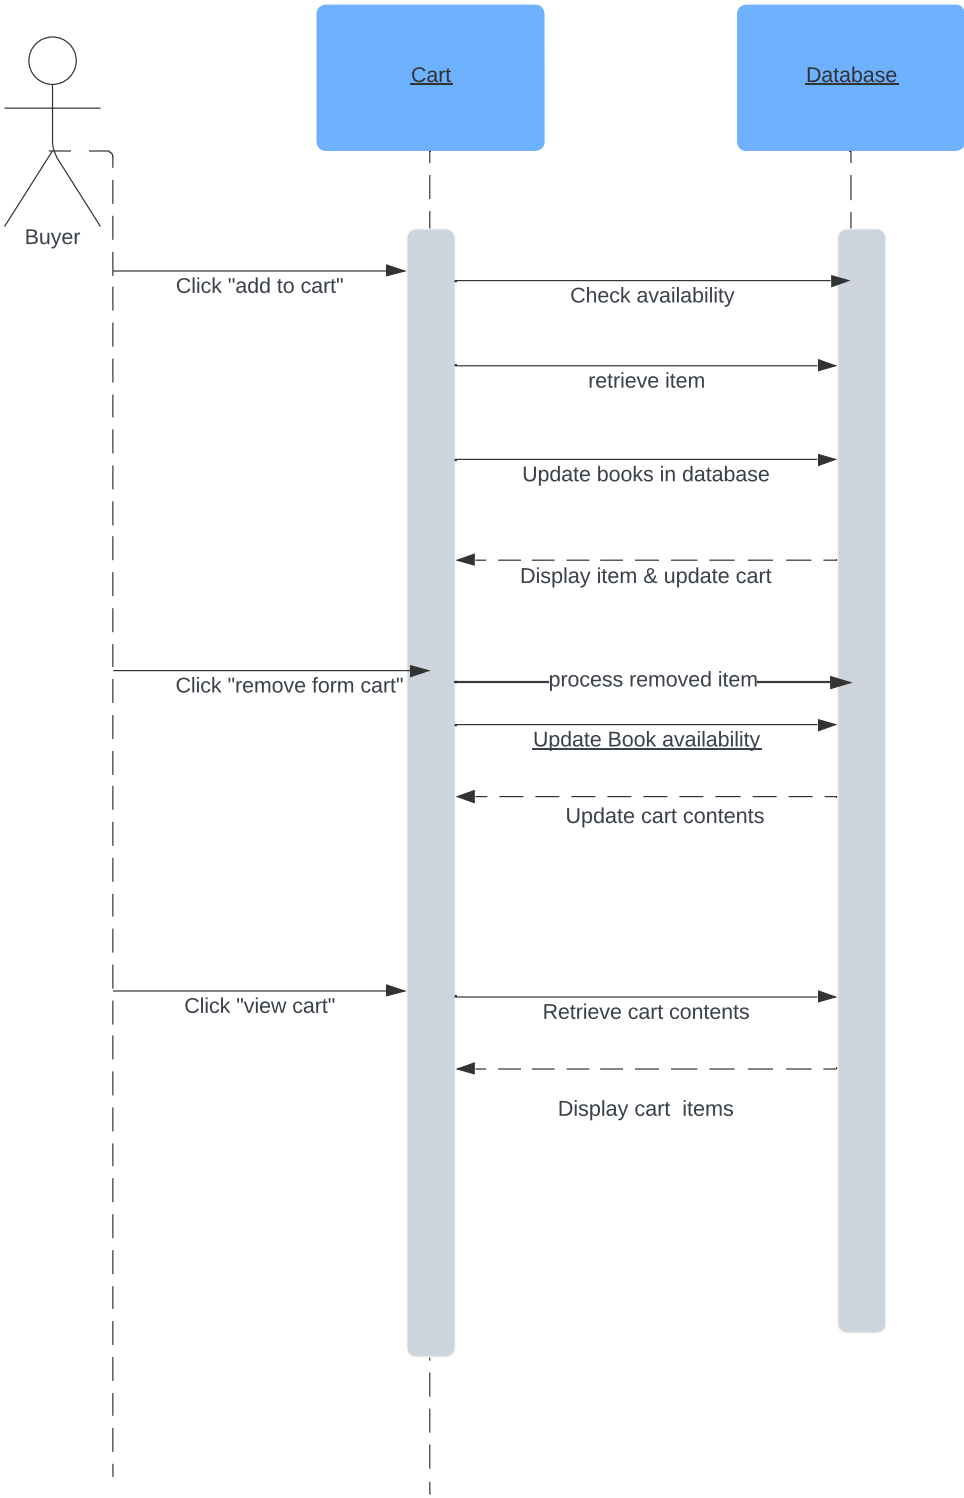 Cart
Database
Buyer
Click "add to cart"
Check availability
retrieve item
Update books in database
Display item & update cart
Click "remove form cart"
process removed item
Update Book availability
Update cart contents
Click "view cart"
Retrieve cart contents
Display cart  items